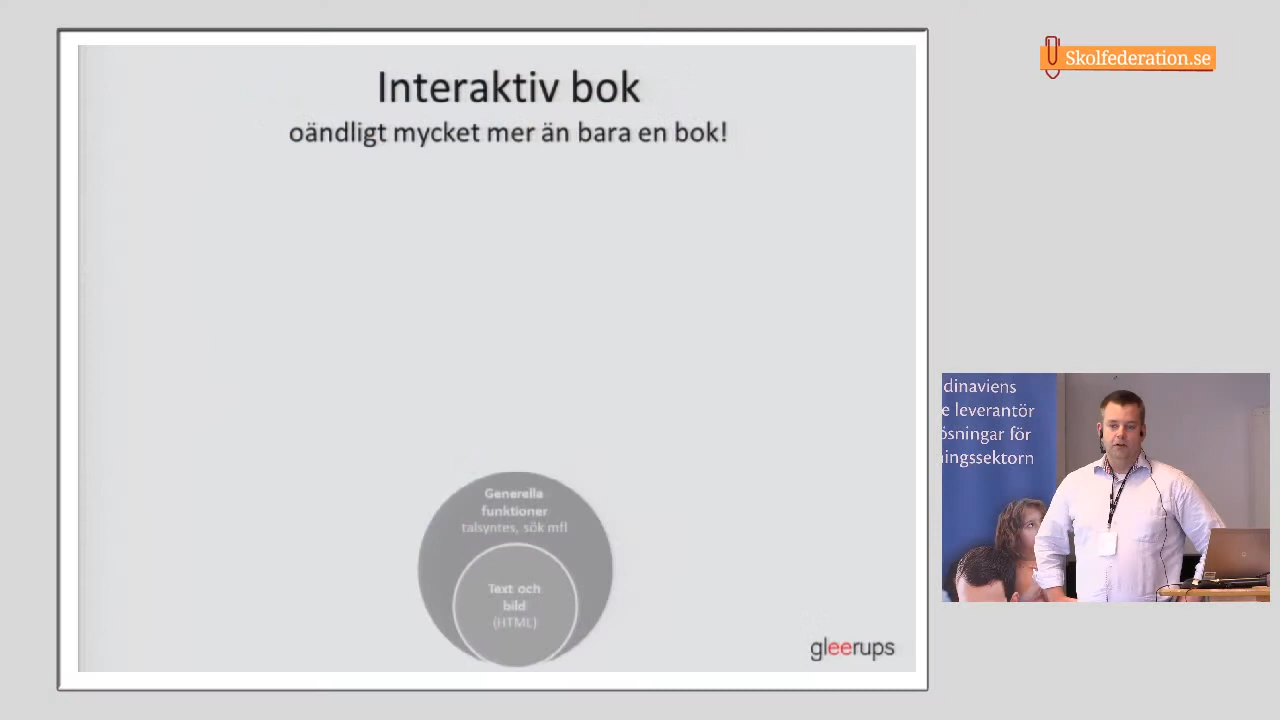 Interaktiv bok
oändligt mycket mer än bara en bok!
Generella
funktioner
talsyntes, sök mfl
Text och
bild
(HTML)
gleerups
Skolfederation.se
dinaviens
e leverantör
ösningar för
ningssektorn